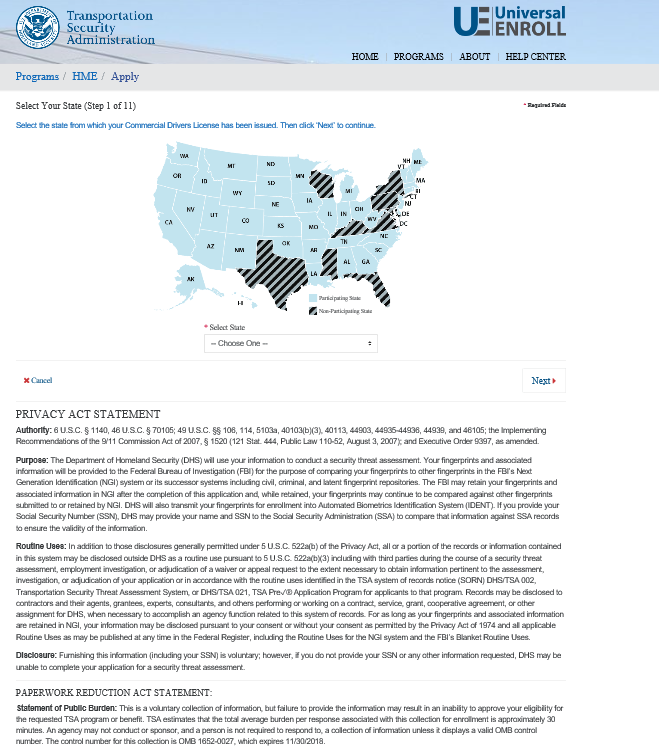 Transportation
Security
Administration
UE Universal
ENROLL
HOME | PROGRAMS | ABOUT | HELP CENTER
Programs / HME / Apply
Select Your State (Step 1 of 11)
* Required Fields
Select the state from which your Commercial Drivers License has been issued. Then click 'Next' to continue.
WA
MT
ND
MN
NH
ME
VT
OR
ID
SD
MI
MA
RI
WY
CT
NJ
NE
IA
NV
IL
IN
OH
DE
CA
UT
CO
KS
MO
WV
DC
AZ
NM
OK
AR
TN
NC
SC
LA
AL
GA
AK
HI
Participating State
Non-Participating State
* Select State
-- Choose One --
Cancel
Next
PRIVACY ACT STATEMENT
Authority: 6 U.S.C. § 1140, 46 U.S.C. § 70105; 49 U.S.C. §§ 106, 114, 5103a, 40103(b)(3), 40113, 44903, 44935-44936, 44939, and 46105; the Implementing
Recommendations of the 9/11 Commission Act of 2007, § 1520 (121 Stat. 444, Public Law 110-52, August 3, 2007); and Executive Order 9397, as amended.
Purpose: The Department of Homeland Security (DHS) will use your information to conduct a security threat assessment. Your fingerprints and associated
information will be provided to the Federal Bureau of Investigation (FBI) for the purpose of comparing your fingerprints to other fingerprints in the FBI's Next
Generation Identification (NGI) system or its successor systems including civil, criminal, and latent fingerprint repositories. The FBI may retain your fingerprints and
associated information in NGI after the completion of this application and, while retained, your fingerprints may continue to be compared against other fingerprints
submitted to or retained by NGI. DHS will also transmit your fingerprints for enrollment into Automated Biometrics Identification System (IDENT). If you provide your
Social Security Number (SSN), DHS may provide your name and SSN to the Social Security Administration (SSA) to compare that information against SSA records
to ensure the validity of the information.
Routine Uses: In addition to those disclosures generally permitted under 5 U.S.C. 522a(b) of the Privacy Act, all or a portion of the records or information contained
in this system may be disclosed outside DHS as a routine use pursuant to 5 U.S.C. 522a(b)(3) including with third parties during the course of a security threat
assessment, employment investigation, or adjudication of a waiver or appeal request to the extent necessary to obtain information pertinent to the assessment,
investigation, or adjudication of your application or in accordance with the routine uses identified in the TSA system of records notice (SORN) DHS/TSA 002,
Transportation Security Threat Assessment System, or DHS/TSA 021, TSA Pre✓® Application Program for applicants to that program. Records may be disclosed to
contractors and their agents, grantees, experts, consultants, and others performing or working on a contract, service, grant, cooperative agreement, or other
assignment for DHS, when necessary to accomplish an agency function related to this system of records. For as long as your fingerprints and associated information
are retained in NGI, your information may be disclosed pursuant to your consent or without your consent as permitted by the Privacy Act of 1974 and all applicable
Routine Uses as may be published at any time in the Federal Register, including the Routine Uses for the NGI system and the FBI's Blanket Routine Uses.
Disclosure: Furnishing this information (including your SSN) is voluntary; however, if you do not provide your SSN or any other information requested, DHS may be
unable to complete your application for a security threat assessment.
PAPERWORK REDUCTION ACT STATEMENT:
Statement of Public Burden: This is a voluntary collection of information, but failure to provide the information may result in an inability to approve your eligibility for
the requested TSA program or benefit. TSA estimates that the total average burden per response associated with this collection for enrollment is approximately 30
minutes. An agency may not conduct or sponsor, and a person is not required to respond to, a collection of information unless it displays a valid OMB control
number. The control number for this collection is OMB 1652-0027, which expires 11/30/2018.